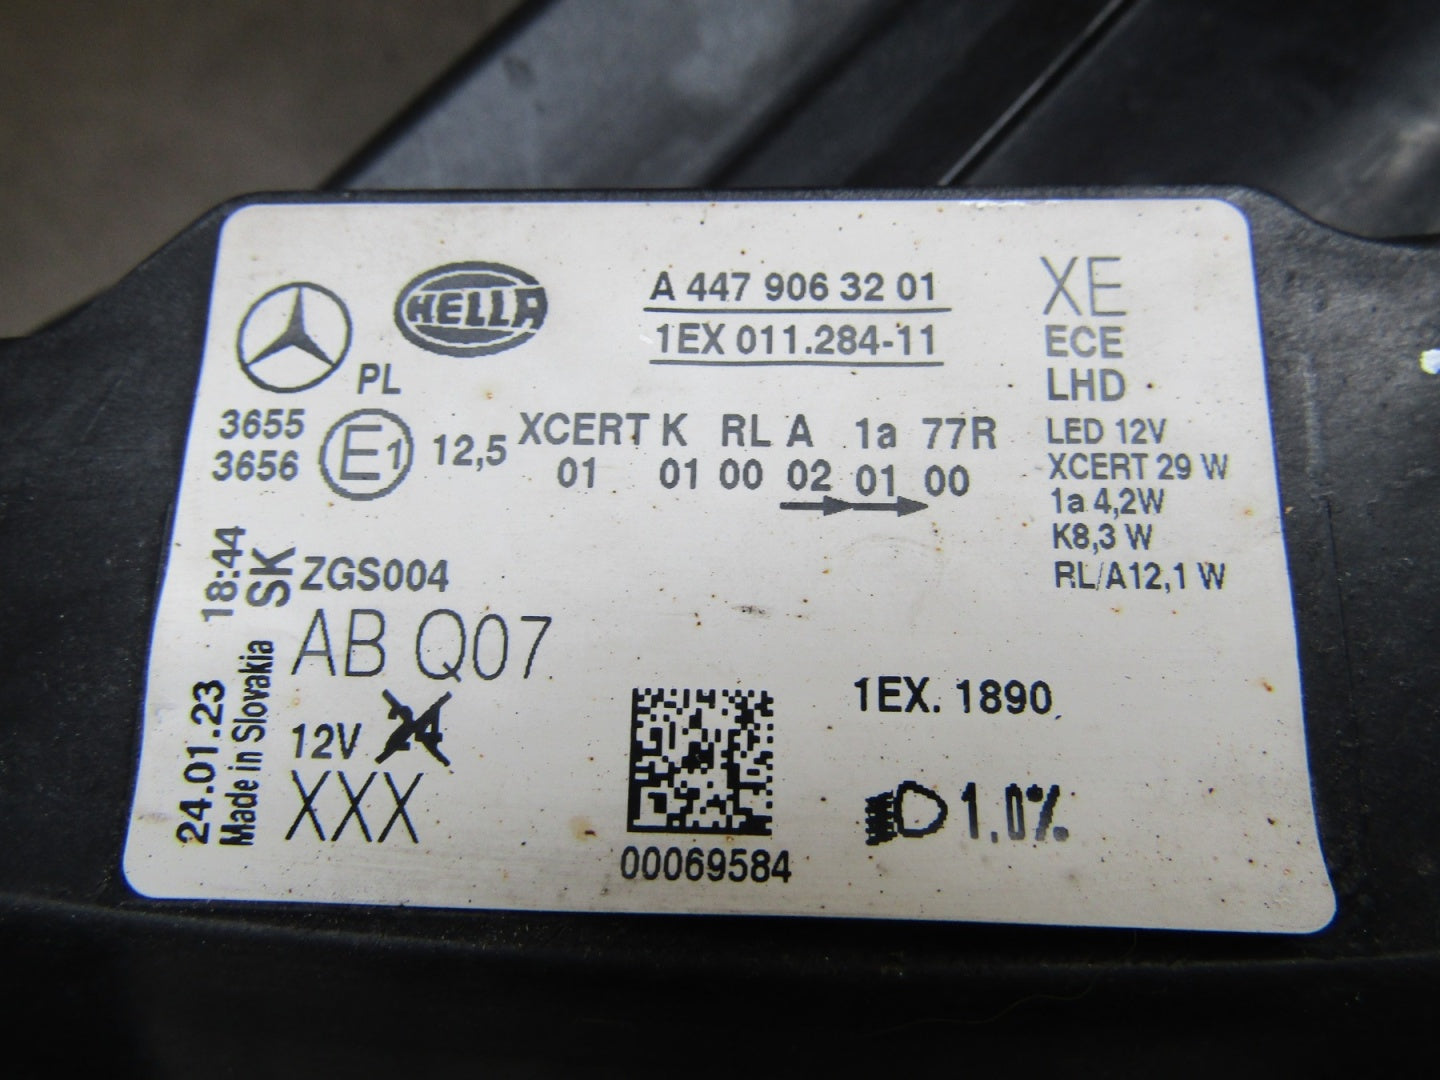 HELLA
A 447 906 32 01
1EX 011.284-11
XE
ECE
LHD
PL
3655
3656
E1
12,5
XCERT K RL A 1a 77R
01 01 00 02 01 00
LED 12V
XCERT 29 W
1a 4,2W
K8,3 W
RL/A12,1 W
18:44
SK
ZGS004
AB Q07
24.01.23
Made in Slovakia
12V 24
XXX
00069584
1EX. 1890
1.0%